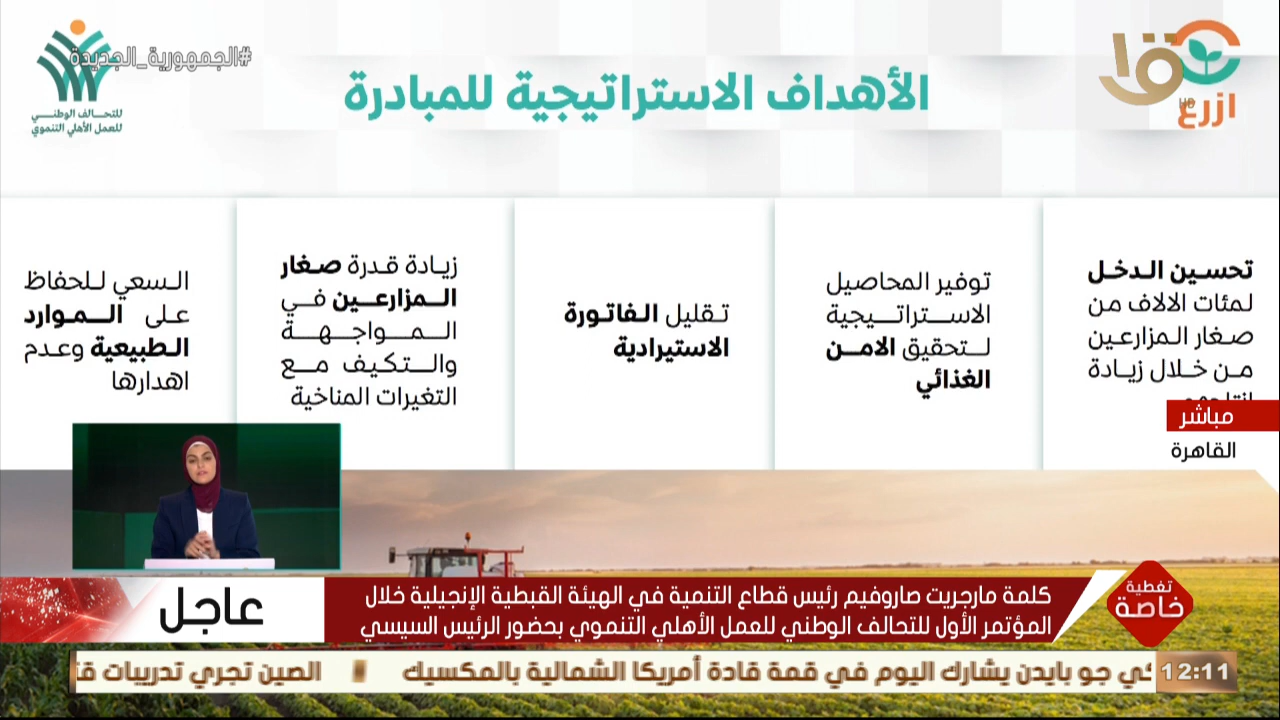 #الجمهورية_الجديدة
للتحالف الوطني
للعمل الأهلي التنموي
ازرع
HD
الأهداف الاستراتيجية للمبادرة
تحسين الدخل
لمئات الالاف من
صغار المزارعين
من خلال زيادة
توفير المحاصيل
الاستراتيجية
لتحقيق الامن
الغذائي
تقليل الفاتورة
الاستيرادية
زيادة قدرة صغار
المزارعين في
المواجهة
والتكيف مع
التغيرات المناخية
السعي للحفاظ
على الموارد
الطبيعية وعدم
اهدارها
مباشر
القاهرة
تغطية
خاصة
كلمة مارجريت صاروفيم رئيس قطاع التنمية في الهيئة القبطية الإنجيلية خلال
المؤتمر الأول للتحالف الوطني للعمل الأهلي التنموي بحضور الرئيس السيسي
عاجل
12:11
جو بايدن يشارك اليوم في قمة قادة أمريكا الشمالية بالمكسيك
الصين تجري تدريبات